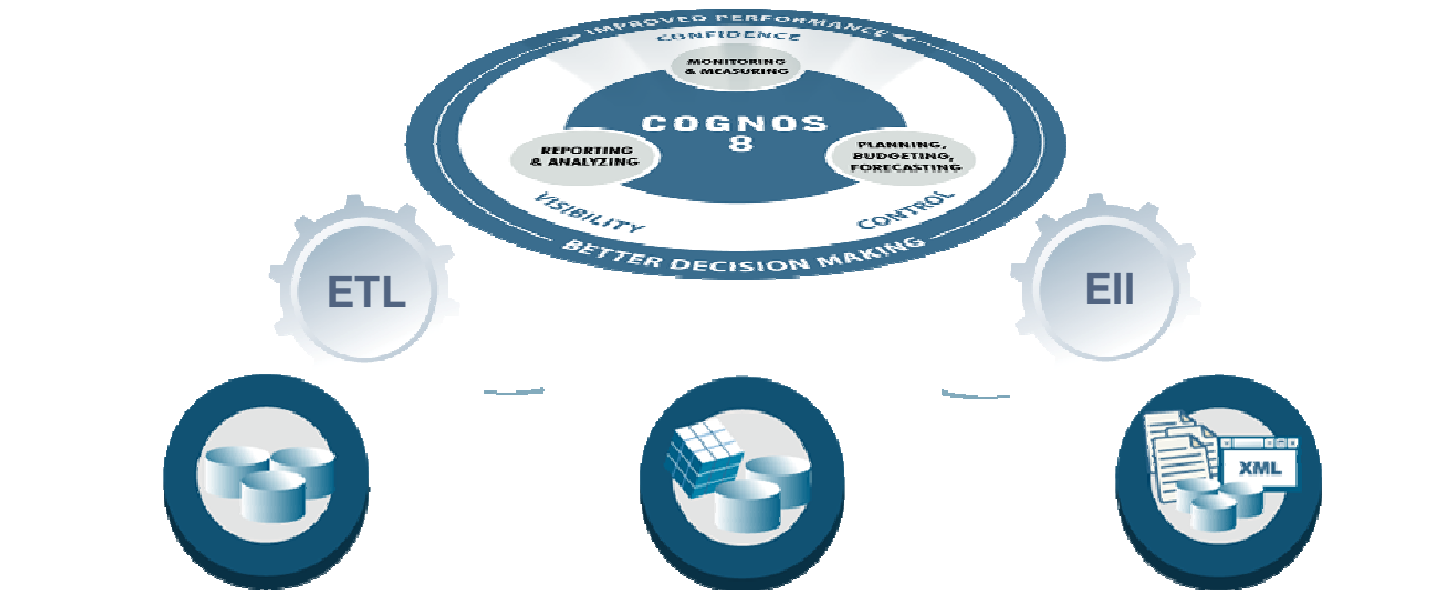 IMPROVED PERFORMANCE
CONFIDENCE
MONITORING
& MEASURING
COGNOS
8
REPORTING
& ANALYZING
PLANNING,
BUDGETING,
FORECASTING
VISIBILITY
CONTROL
BETTER DECISION MAKING
ETL
EII
XML